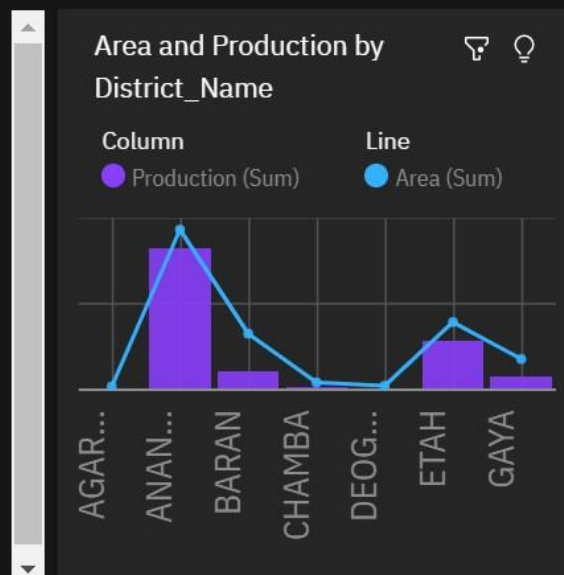 Area and Production by
District_Name
Column
Line
Production (Sum)
Area (Sum)
AGAR...
ANAN...
BARAN
CHAMBA
DEOG...
ETAH
GAYA